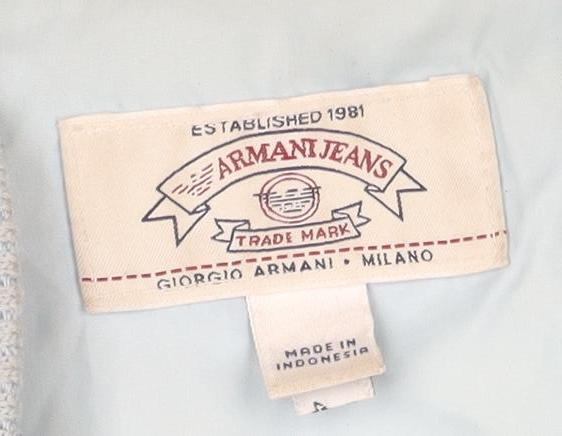 ESTABLISHED 1981
ARMANI JEANS
TRADE MARK
GIORGIO ARMANI • MILANO
MADE IN
INDONESIA